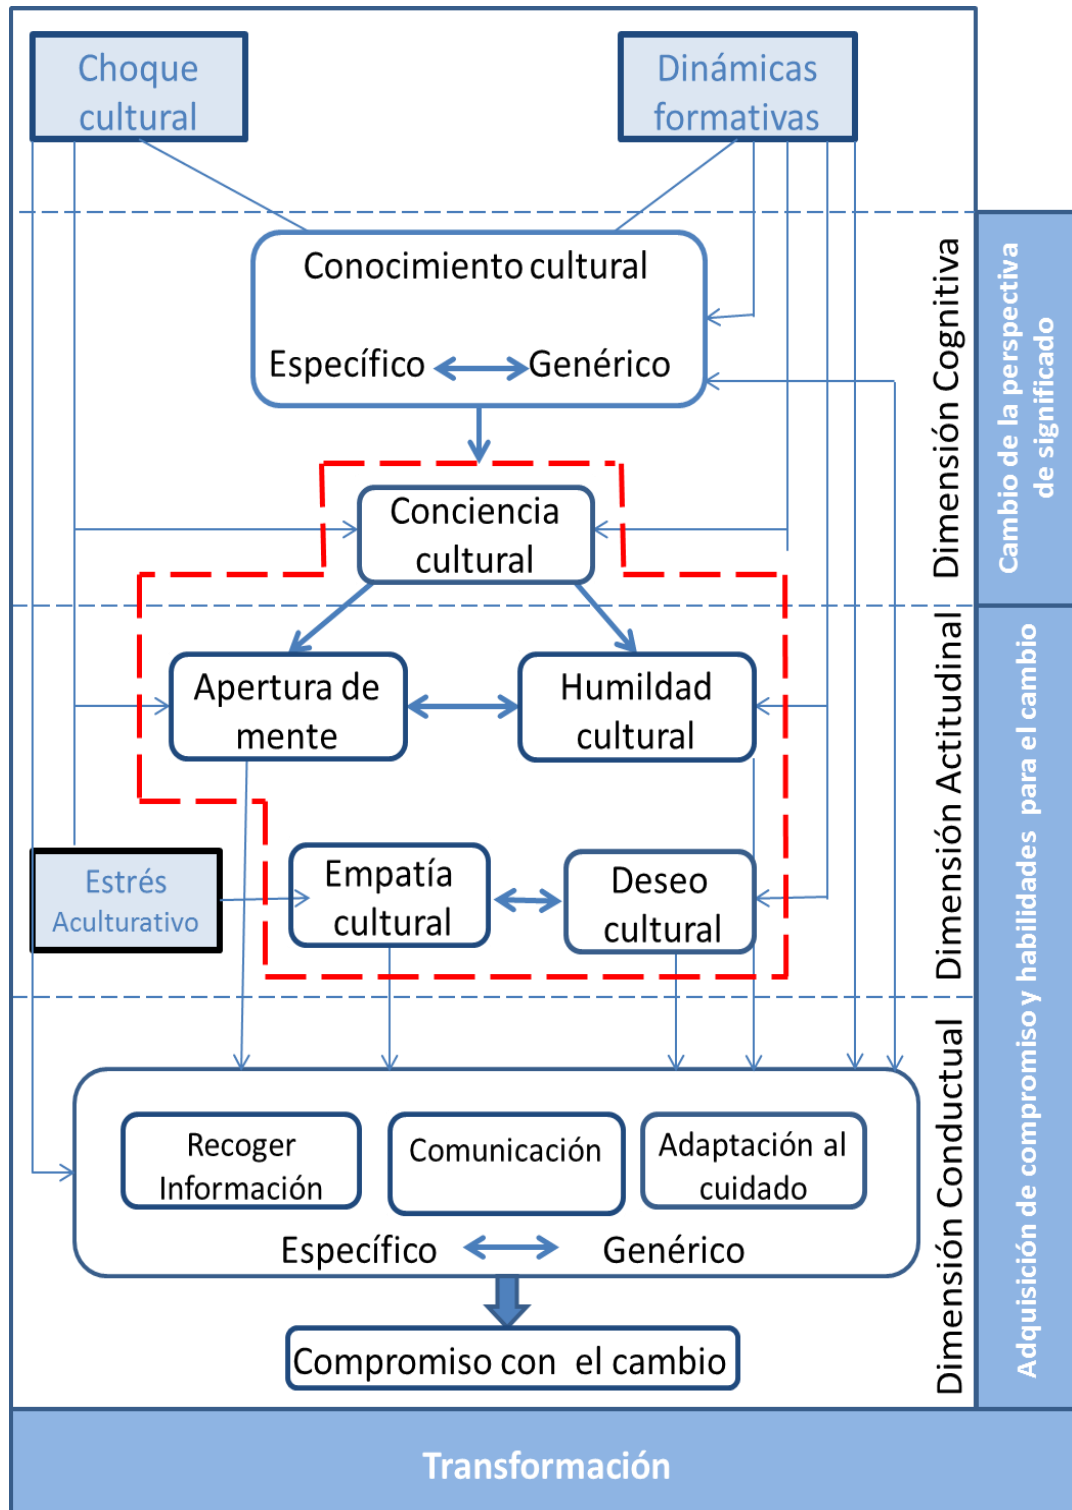 Choque
cultural
Dinámicas
formativas
Conocimiento cultural
Específico
Genérico
Conciencia
cultural
Apertura de
mente
Humildad
cultural
Estrés
Aculturativo
Empatía
cultural
Deseo
cultural
Recoger
Información
Comunicación
Adaptación al
cuidado
Específico
Genérico
Compromiso con el cambio
Dimensión Cognitiva
Dimensión Actitudinal
Dimensión Conductual
Cambio de la perspectiva
de significado
Adquisición de compromiso y habilidades para el cambio
Transformación